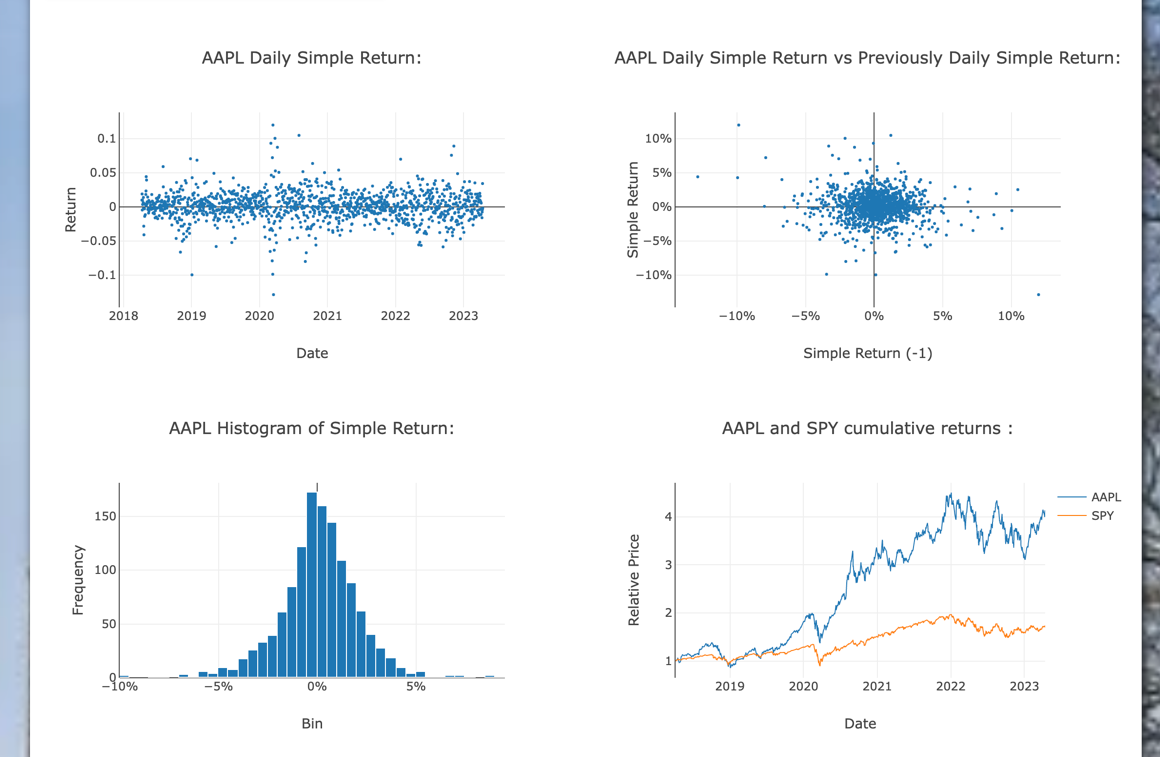 AAPL Daily Simple Return:
0.1
0.05
0
−0.05
−0.1
Return
2018 2019 2020 2021 2022 2023
Date
AAPL Daily Simple Return vs Previously Daily Simple Return:
10%
5%
0%
−5%
−10%
Simple Return
−10% −5% 0% 5% 10%
Simple Return (-1)
AAPL Histogram of Simple Return:
150
100
50
0
Frequency
−10% −5% 0% 5%
Bin
AAPL and SPY cumulative returns :
4
3
2
1
Relative Price
2019 2020 2021 2022 2023
Date
AAPL
SPY